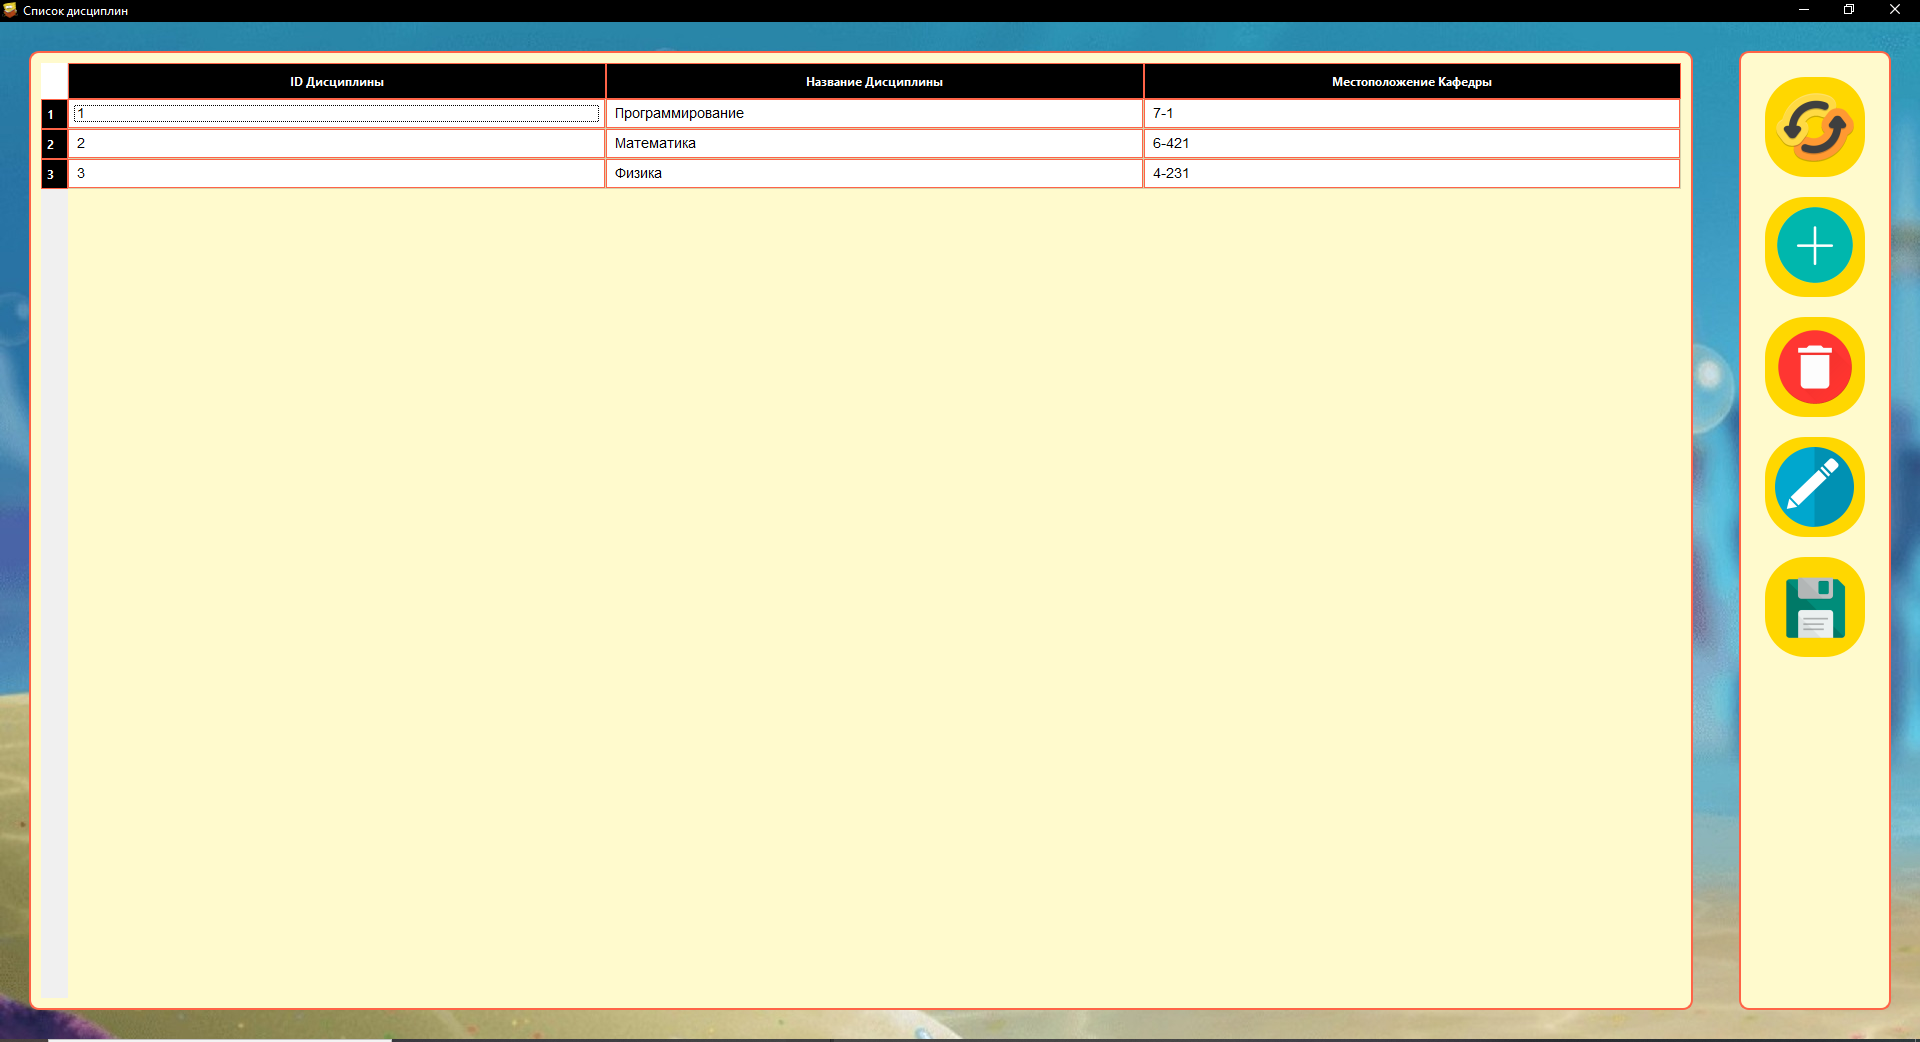 Список дисциплин
ID Дисциплины Название Дисциплины Местоположение Кафедры
1 1 Программирование 7-1
2 2 Математика 6-421
3 3 Физика 4-231